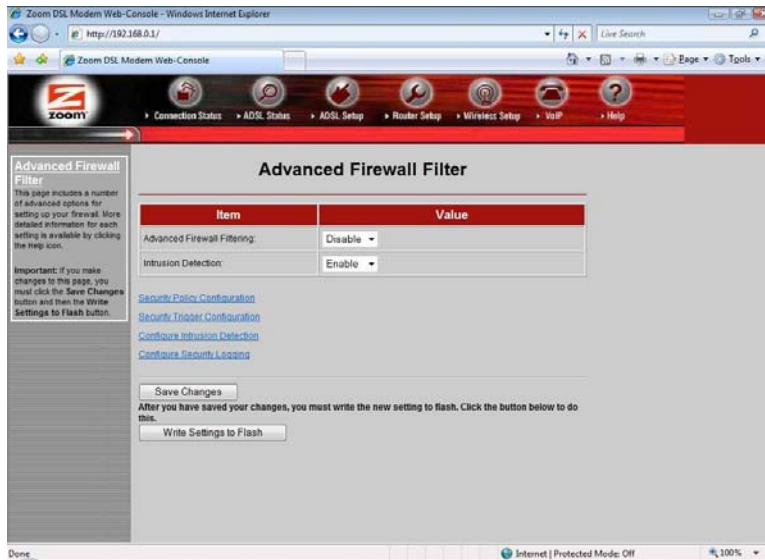 Zoom DSL Modem Web-Console - Windows Internet Explorer
http://192.168.0.1/
Live Search
Zoom DSL Modem Web-Console
Page
Tools
zoom
Connection Status
ADSL Status
ADSL Setup
Router Setup
Wireless Setup
VoIP
Help
Advanced Firewall
Filter
This page includes a number
of advanced options for
setting up your firewall. More
detailed information for each
setting is available by clicking
the Help icon.
Important: If you make
changes to this page, you
must click the Save Changes
button and then the Write
Settings to Flash button.
Advanced Firewall Filter
Item
Value
Advanced Firewall Filtering:
Disable
Intrusion Detection:
Enable
Security Policy Configuration
Security Trigger Configuration
Configure Intrusion Detection
Configure Security Logging
Save Changes
After you have saved your changes, you must write the new setting to flash. Click the button below to do
this.
Write Settings to Flash
Done
Internet | Protected Mode: Off
100%